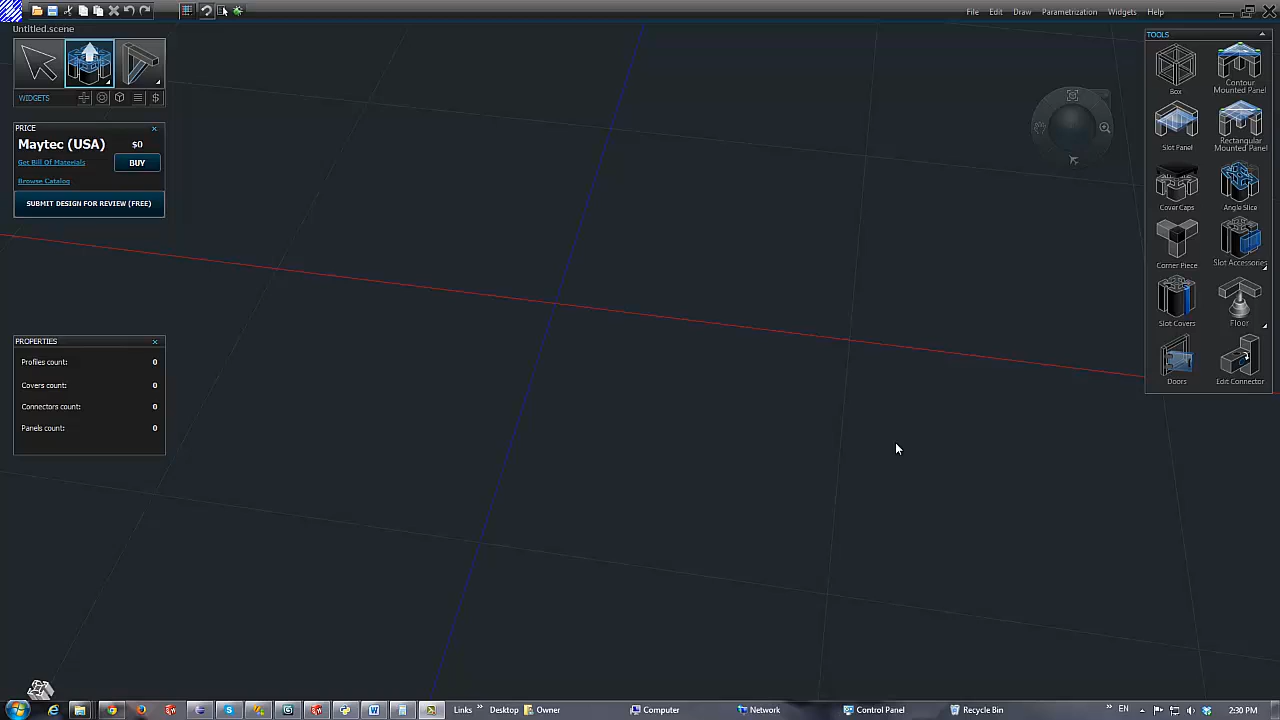 File Edit Draw Parametrization Widgets Help
Untitled.scene
WIDGETS
$
PRICE
Maytec (USA) $0
Get Bill Of Materials BUY
Browse Catalog
SUBMIT DESIGN FOR REVIEW (FREE)
PROPERTIES
Profiles count: 0
Covers count: 0
Connectors count: 0
Panels count: 0
TOOLS
Box
Contour
Mounted Panel
Slot Panel
Rectangular
Mounted Panel
Cover Caps
Angle Slice
Corner Piece
Slot Accessories
Slot Covers
Floor
Doors
Edit Connector
Links » Desktop Owner Computer Network Control Panel Recycle Bin » EN 2:30 PM